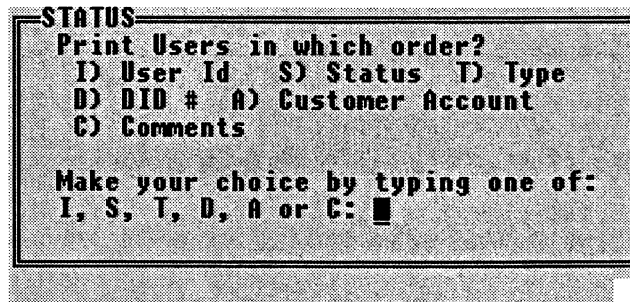 STATUS
Print Users in which order?
I) User Id S) Status T) Type
D) DID # A) Customer Account
C) Comments
Make your choice by typing one of:
I, S, T, D, A or C: